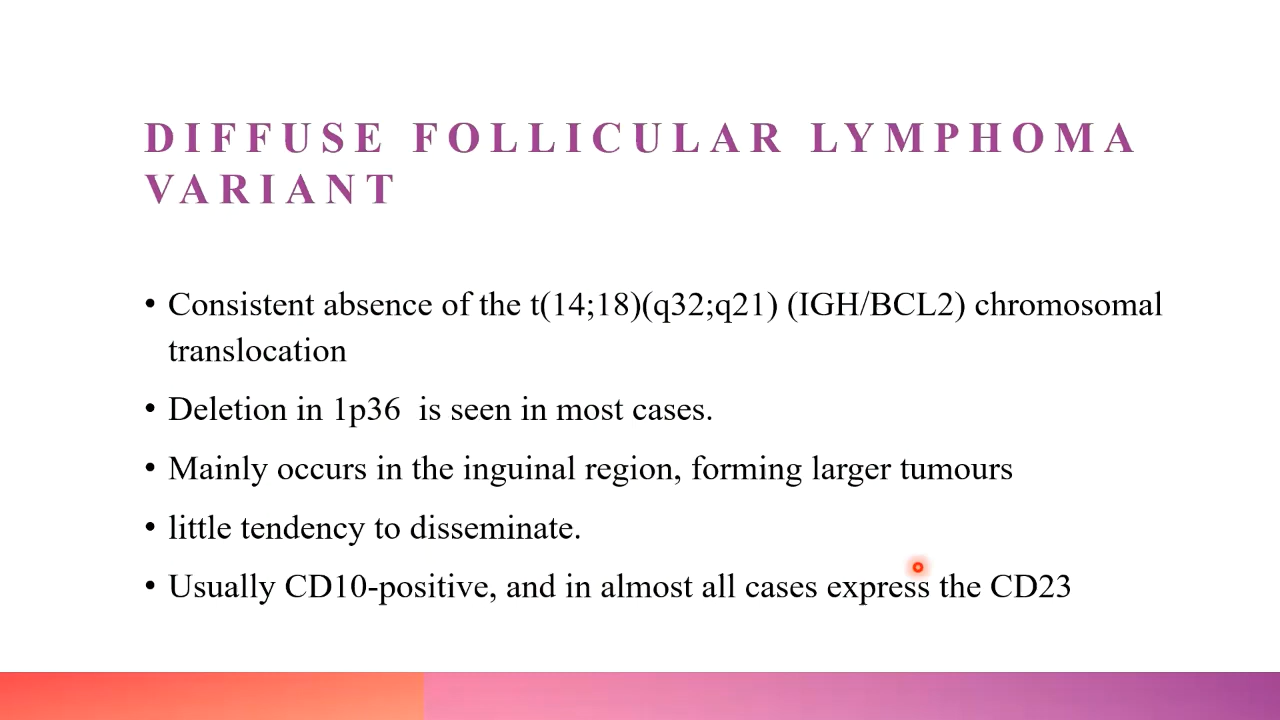 DIFFUSE FOLLICULAR LYMPHOMA
VARIANT
• Consistent absence of the t(14;18)(q32;q21) (IGH/BCL2) chromosomal
translocation
• Deletion in 1p36  is seen in most cases.
• Mainly occurs in the inguinal region, forming larger tumours
• little tendency to disseminate.
• Usually CD10-positive, and in almost all cases express the CD23